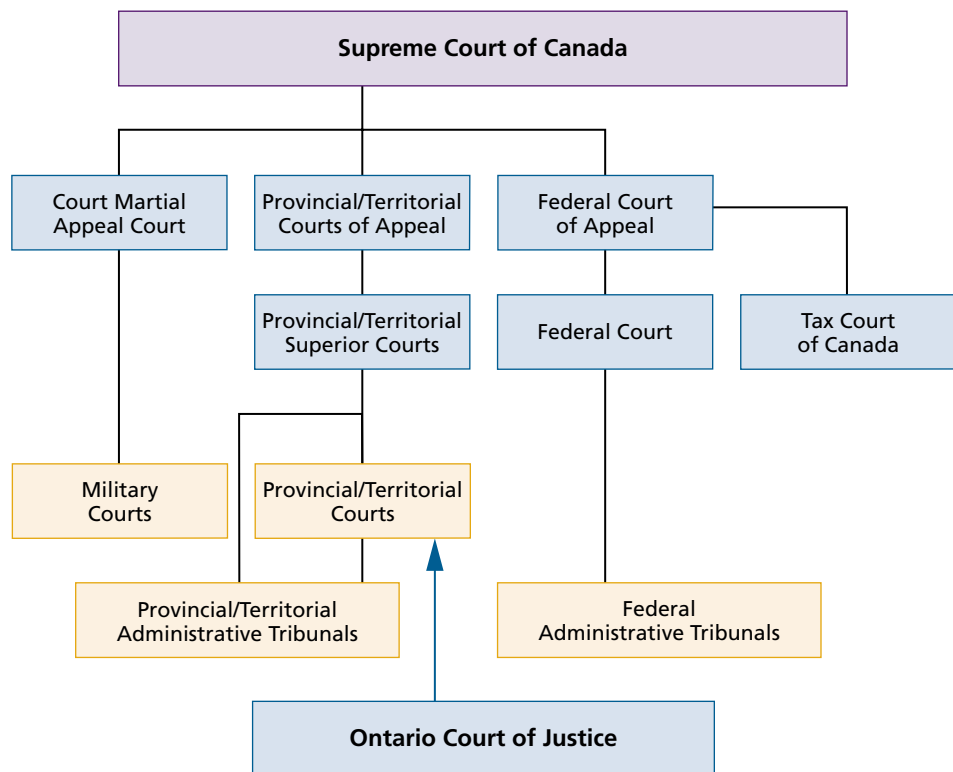 Supreme Court of Canada
Court Martial
Appeal Court
Provincial/Territorial
Courts of Appeal
Federal Court
of Appeal
Provincial/Territorial
Superior Courts
Federal Court
Tax Court
of Canada
Military
Courts
Provincial/Territorial
Courts
Provincial/Territorial
Administrative Tribunals
Federal
Administrative Tribunals
Ontario Court of Justice